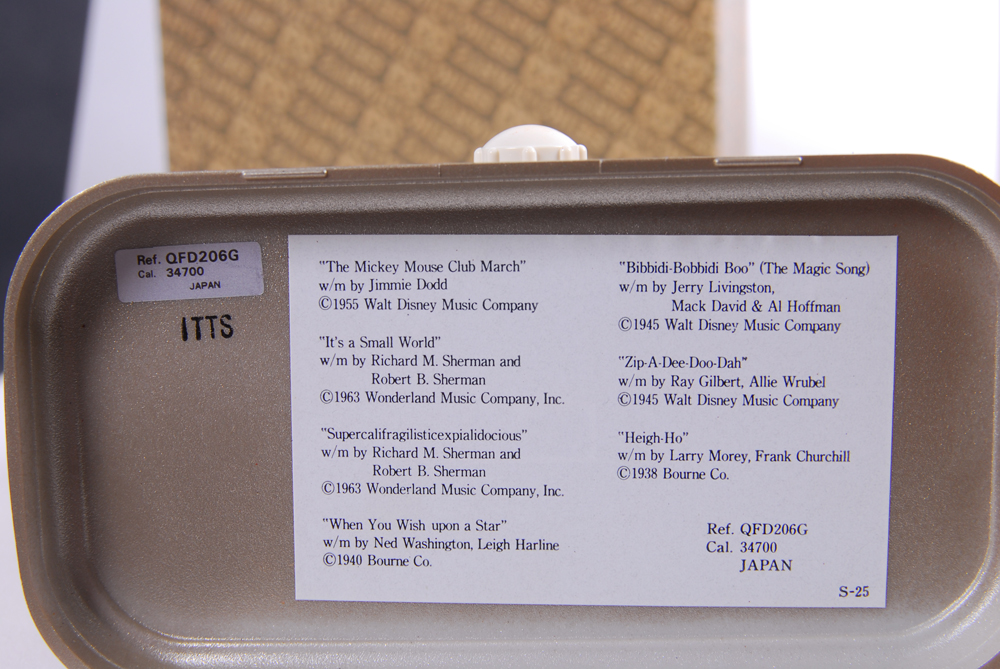 Ref. QFD206G
Cal. 34700
JAPAN
ITTS
"The Mickey Mouse Club March"
w/m by Jimmie Dodd
©1955 Walt Disney Music Company
"It's a Small World"
w/m by Richard M. Sherman and
Robert B. Sherman
©1963 Wonderland Music Company, Inc.
"Supercalifragilisticexpialidocious"
w/m by Richard M. Sherman and
Robert B. Sherman
©1963 Wonderland Music Company, Inc.
"When You Wish upon a Star"
w/m by Ned Washington, Leigh Harline
©1940 Bourne Co.
"Bibbidi-Bobbidi Boo" (The Magic Song)
w/m by Jerry Livingston,
Mack David & Al Hoffman
©1945 Walt Disney Music Company
"Zip-A-Dee-Doo-Dah"
w/m by Ray Gilbert, Allie Wrubel
©1945 Walt Disney Music Company
"Heigh-Ho"
w/m by Larry Morey, Frank Churchill
©1938 Bourne Co.
Ref. QFD206G
Cal. 34700
JAPAN
S-25